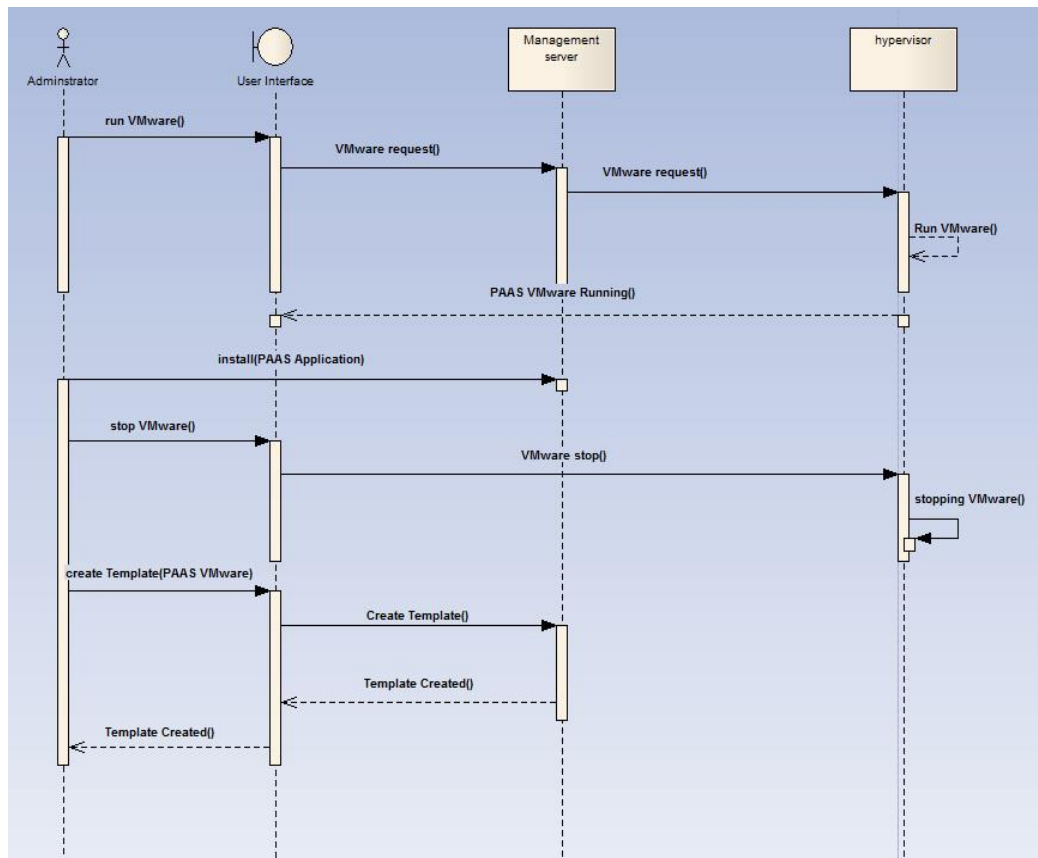 Adminstrator
User Interface
Management
server
hypervisor
run VMware()
VMware request()
VMware request()
Run VMware()
PAAS VMware Running()
install(PAAS Application)
stop VMware()
VMware stop()
stopping VMware()
create Template(PAAS VMware)
Create Template()
Template Created()
Template Created()